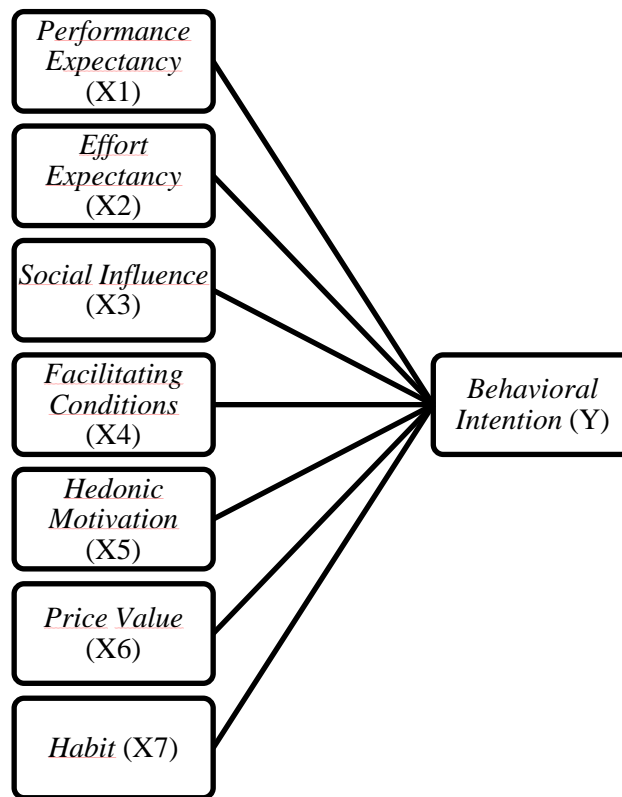 Performance
Expectancy
(X1)
Effort
Expectancy
(X2)
Social Influence
(X3)
Facilitating
Conditions
(X4)
Hedonic
Motivation
(X5)
Price Value
(X6)
Habit (X7)
Behavioral
Intention (Y)